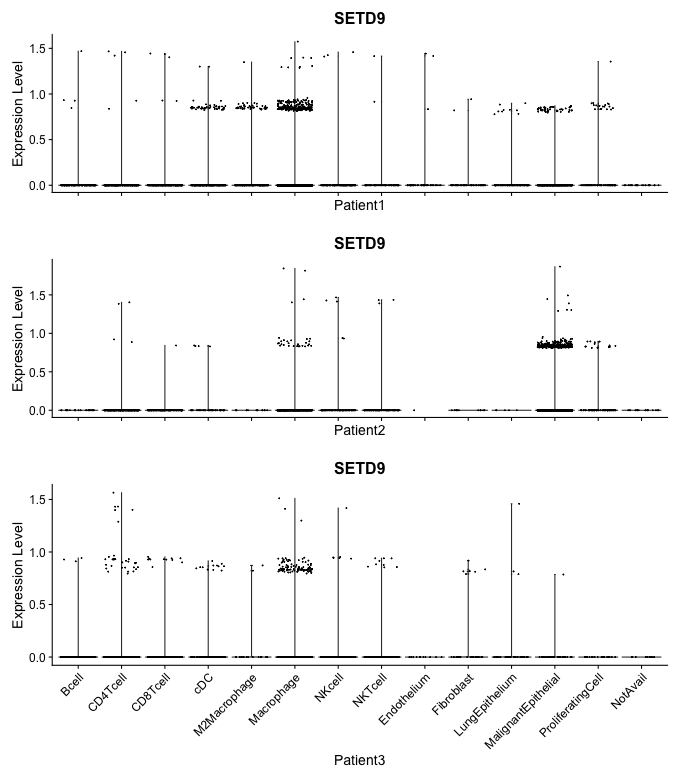 SETD9
Expression Level
1.5
1.0
0.5
0.0
Patient1
SETD9
Expression Level
1.5
1.0
0.5
0.0
Patient2
SETD9
Expression Level
1.5
1.0
0.5
0.0
Bcell
CD4Tcell
CD8Tcell
cDC
M2Macrophage
Macrophage
NKcell
NKTcell
Endothelium
Fibroblast
LungEpithelium
MalignantEpithelial
ProliferatingCell
NotAvail
Patient3